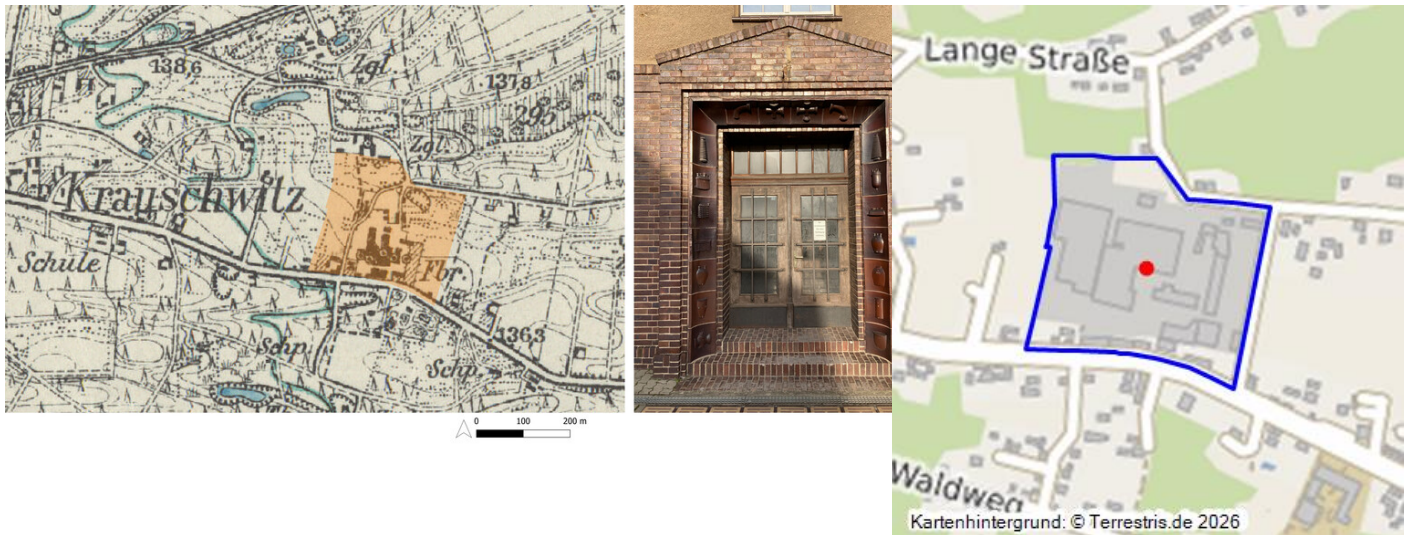 138,6
Zgl
137,8
295
Zgl.
Krauschwitz
Schule
Fbr.
136,3
Schp.
Schp.
0 100 200 m
Lange Straße
Waldweg
Kartenhintergrund: © Terrestris.de 2026